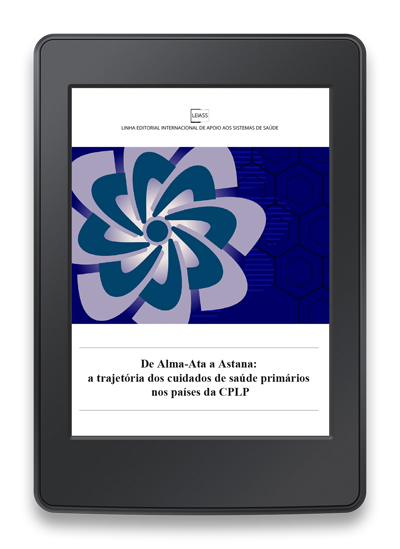 LEIASS
LINHA EDITORIAL INTERNACIONAL DE APOIO AOS SISTEMAS DE SAÚDE
De Alma-Ata a Astana:
a trajetória dos cuidados de saúde primários
nos países da CPLP